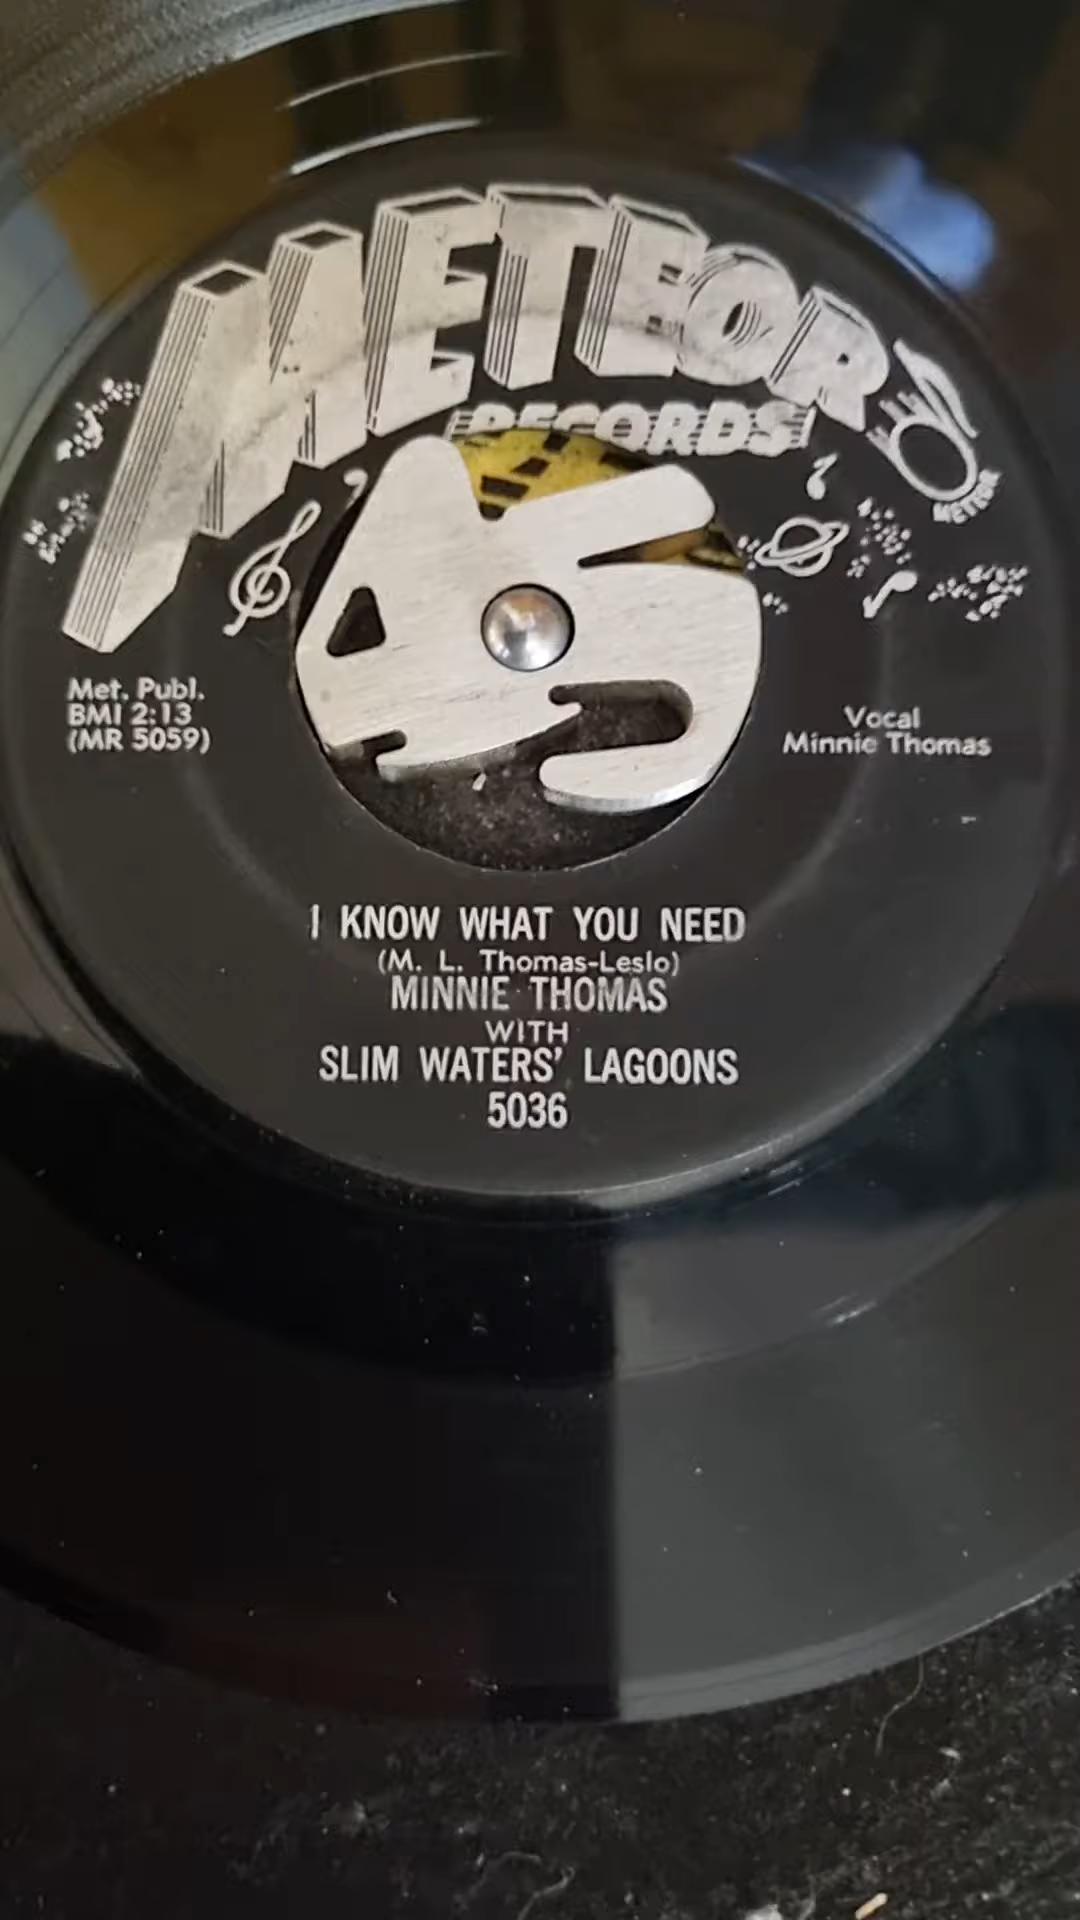 METEOR
RECORDS
METEOR
45
Met. Publ.
BMI 2:13
(MR 5059)
Vocal
Minnie Thomas
I KNOW WHAT YOU NEED
(M. L. Thomas-Leslo)
MINNIE THOMAS
WITH
SLIM WATERS' LAGOONS
5036